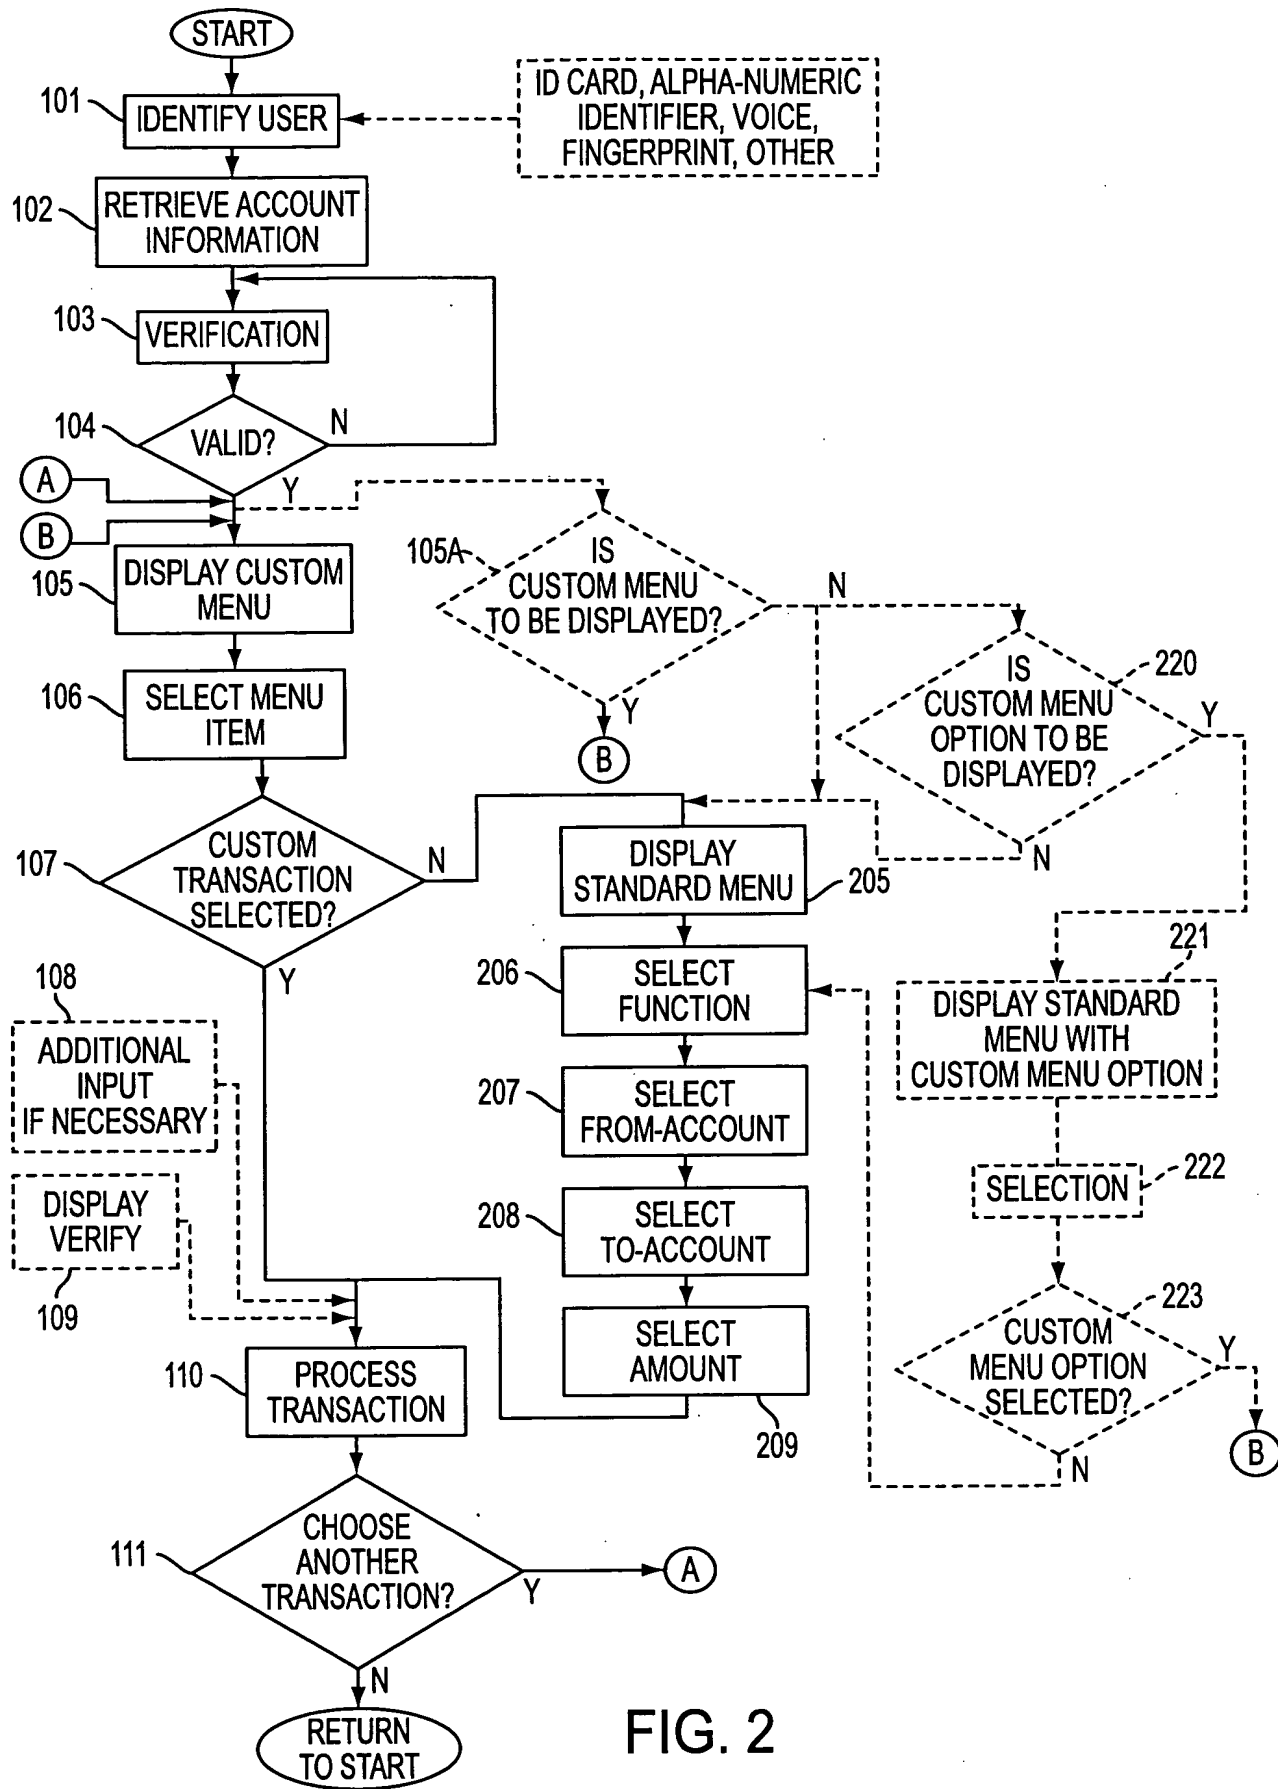 START
101
IDENTIFY USER
ID CARD, ALPHA-NUMERIC
IDENTIFIER, VOICE,
FINGERPRINT, OTHER
102
RETRIEVE ACCOUNT
INFORMATION
103
VERIFICATION
104
VALID?
N
Y
A
B
105
DISPLAY CUSTOM
MENU
105A
IS
CUSTOM MENU
TO BE DISPLAYED?
N
Y
B
220
IS
CUSTOM MENU
OPTION TO BE
DISPLAYED?
Y
N
106
SELECT MENU
ITEM
107
CUSTOM
TRANSACTION
SELECTED?
N
Y
DISPLAY
STANDARD MENU
205
206
SELECT
FUNCTION
207
SELECT
FROM-ACCOUNT
208
SELECT
TO-ACCOUNT
SELECT
AMOUNT
209
221
DISPLAY STANDARD
MENU WITH
CUSTOM MENU OPTION
SELECTION
222
223
CUSTOM
MENU OPTION
SELECTED?
Y
N
B
108
ADDITIONAL
INPUT
IF NECESSARY
DISPLAY
VERIFY
109
110
PROCESS
TRANSACTION
111
CHOOSE
ANOTHER
TRANSACTION?
Y
A
N
RETURN
TO START
FIG. 2